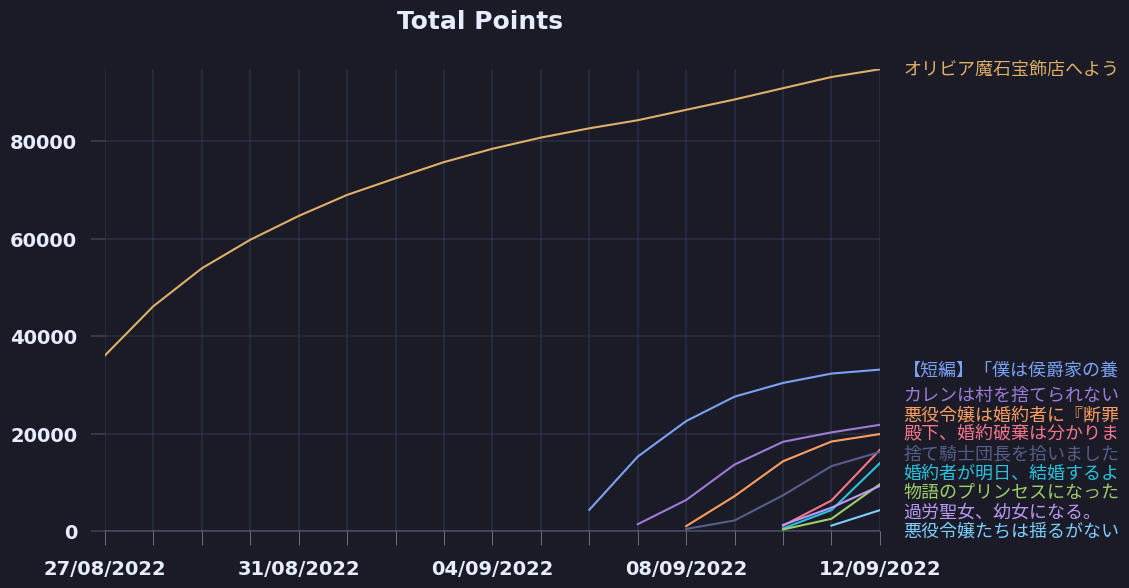 Total Points
オリビア魔石宝飾店へよう
80000
60000
40000
【短編】「僕は侯爵家の養
カレンは村を捨てられない
悪役令嬢は婚約者に『断罪
20000
殿下、婚約破棄は分かりま
捨て騎士団長を拾いました
婚約者が明日、結婚するよ
物語のプリンセスになった
過労聖女、幼女になる。
悪役令嬢たちは揺るがない
0
27/08/2022 31/08/2022 04/09/2022 08/09/2022 12/09/2022